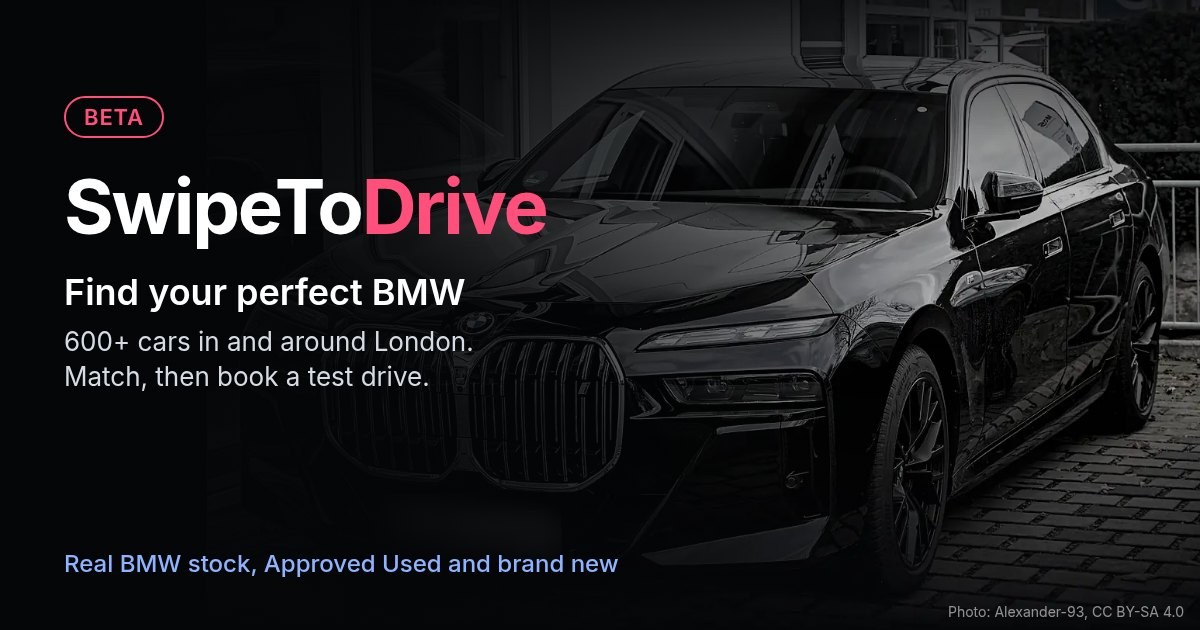 BETA
SwipeToDrive
Find your perfect BMW
600+ cars in and around London.
Match, then book a test drive.
Real BMW stock, Approved Used and brand new
Photo: Alexander-93, CC BY-SA 4.0